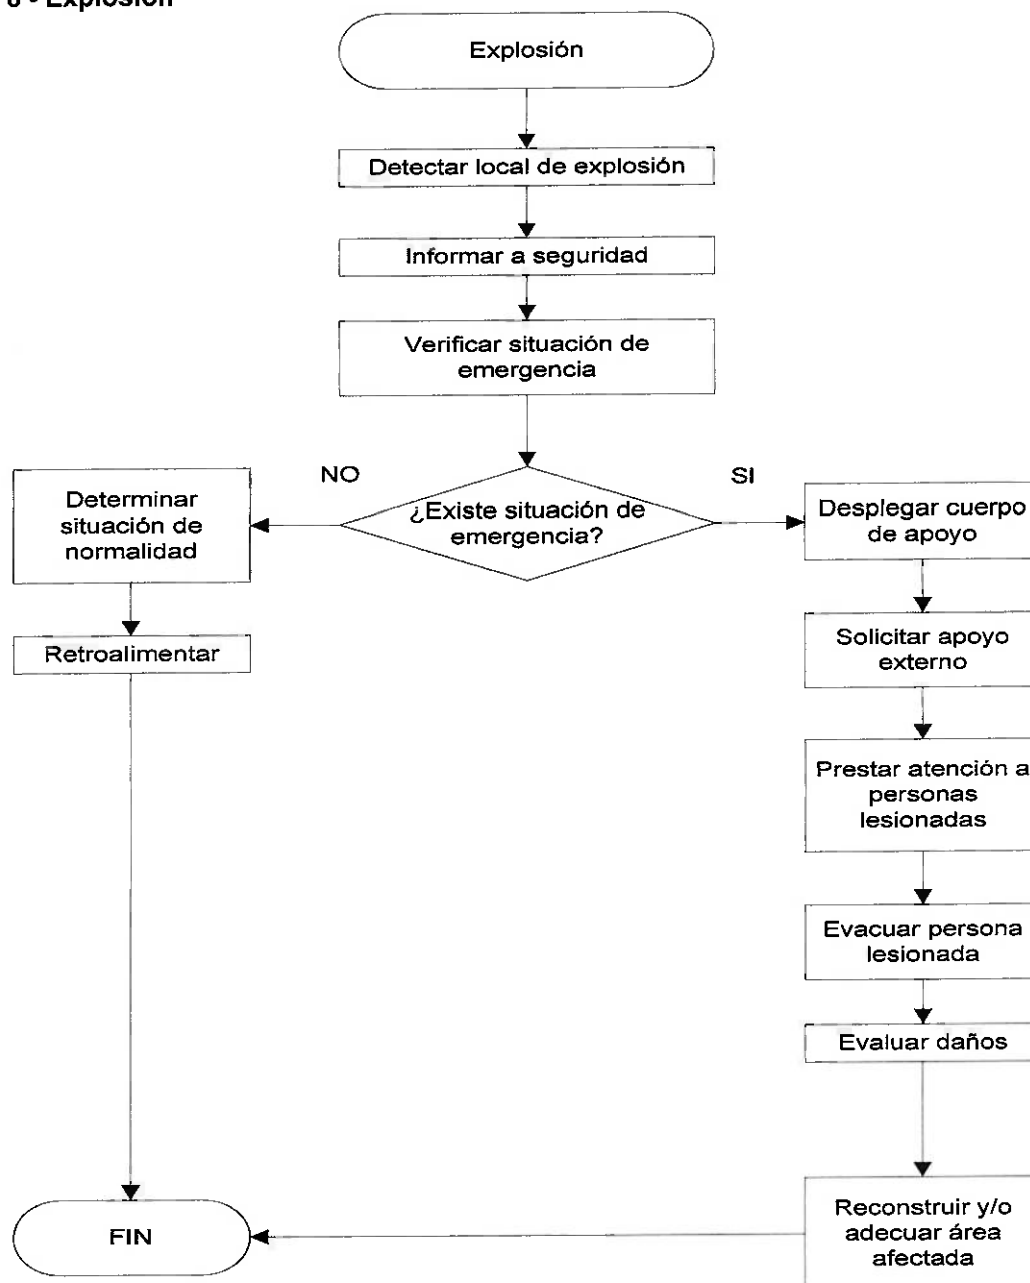 8 - Explosión
Explosión
Detectar local de explosión
Informar a seguridad
Verificar situación de
emergencia
NO
SI
¿Existe situación de
emergencia?
Determinar
situación de
normalidad
Retroalimentar
Desplegar cuerpo
de apoyo
Solicitar apoyo
externo
Prestar atención a
personas
lesionadas
Evacuar persona
lesionada
Evaluar daños
Reconstruir y/o
adecuar área
afectada
FIN